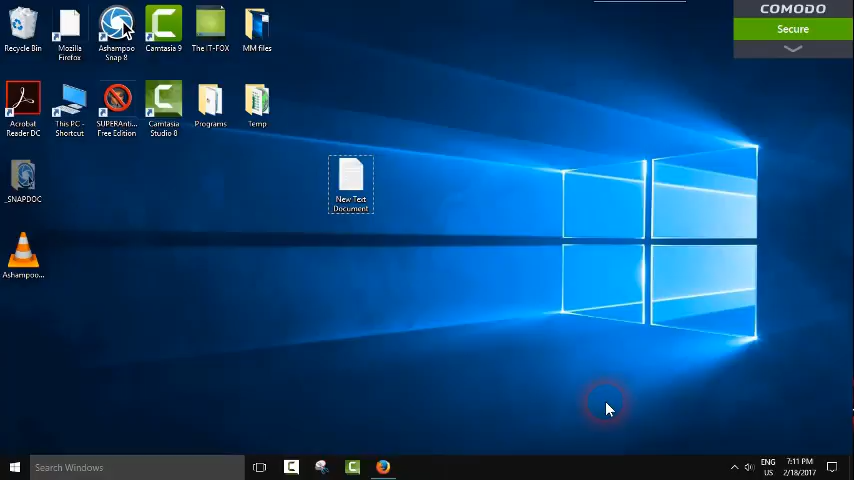 COMODO
Secure
Recycle Bin
Mozilla
Firefox
Ashampoo
Snap 8
Camtasia 9
The IT-FOX
MM files
Acrobat
Reader DC
This PC -
Shortcut
SUPERAnti...
Free Edition
Camtasia
Studio 8
Programs
Temp
_SNAPDOC
New Text
Document
Ashampoo...
Search Windows
ENG
US
7:11 PM
2/18/2017